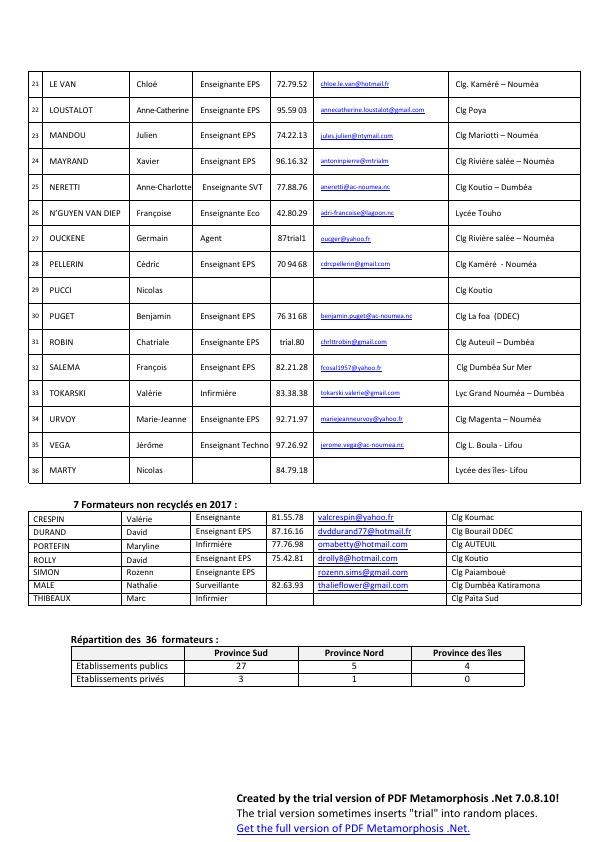 21 LE VAN Chloé Enseignante EPS 72.79.52 chloe.le.van@hotmail.fr Clg. Kaméré – Nouméa
22 LOUSTALOT Anne-Catherine Enseignante EPS 95.59 03 annecatherine.loustalot@gmail.com Clg Poya
23 MANDOU Julien Enseignant EPS 74.22.13 jules.julien@ntymail.com Clg Mariotti – Nouméa
24 MAYRAND Xavier Enseignant EPS 96.16.32 antoninpierre@mtrialm Clg Rivière salée – Nouméa
25 NERETTI Anne-Charlotte Enseignante SVT 77.88.76 aneretti@ac-noumea.nc Clg Koutio – Dumbéa
26 N'GUYEN VAN DIEP Françoise Enseignante Eco 42.80.29 adri-francoise@lagoon.nc Lycée Touho
27 OUCKENE Germain Agent 87trial1 oucger@yahoo.fr Clg Rivière salée – Nouméa
28 PELLERIN Cédric Enseignant EPS 70 94 68 cdrcpellerin@gmail.com Clg Kaméré - Nouméa
29 PUCCI Nicolas Clg Koutio
30 PUGET Benjamin Enseignant EPS 76 31 68 benjamin.puget@ac-noumea.nc Clg La foa (DDEC)
31 ROBIN Chatriale Enseignante EPS trial.80 chrlttrobin@gmail.com Clg Auteuil – Dumbéa
32 SALEMA François Enseignant EPS 82.21.28 fcosal1957@yahoo.fr Clg Dumbéa Sur Mer
33 TOKARSKI Valérie Infirmière 83.38.38 tokarski.valerie@gmail.com Lyc Grand Nouméa – Dumbéa
34 URVOY Marie-Jeanne Enseignante EPS 92.71.97 mariejeanneurvoy@yahoo.fr Clg Magenta – Nouméa
35 VEGA Jérôme Enseignant Techno 97.26.92 jerome.vega@ac-noumea.nc Clg L. Boula - Lifou
36 MARTY Nicolas 84.79.18 Lycée des îles- Lifou
7 Formateurs non recyclés en 2017 :
CRESPIN Valérie Enseignante 81.55.78 valcrespin@yahoo.fr Clg Koumac
DURAND David Enseignant EPS 87.16.16 dvddurand77@hotmail.fr Clg Bourail DDEC
PORTEFIN Maryline Infirmière 77.76.98 omabetty@hotmail.com Clg AUTEUIL
ROLLY David Enseignant EPS 75.42.81 drolly8@hotmail.com Clg Koutio
SIMON Rozenn Enseignante EPS rozenn.sims@gmail.com Clg Paiamboué
MALE Nathalie Surveillante 82.63.93 thalieflower@gmail.com Clg Dumbéa Katiramona
THIBEAUX Marc Infirmier Clg Païta Sud
Répartition des 36 formateurs :
Province Sud Province Nord Province des îles
Etablissements publics 27 5 4
Etablissements privés 3 1 0
Created by the trial version of PDF Metamorphosis .Net 7.0.8.10!
The trial version sometimes inserts "trial" into random places.
Get the full version of PDF Metamorphosis .Net.